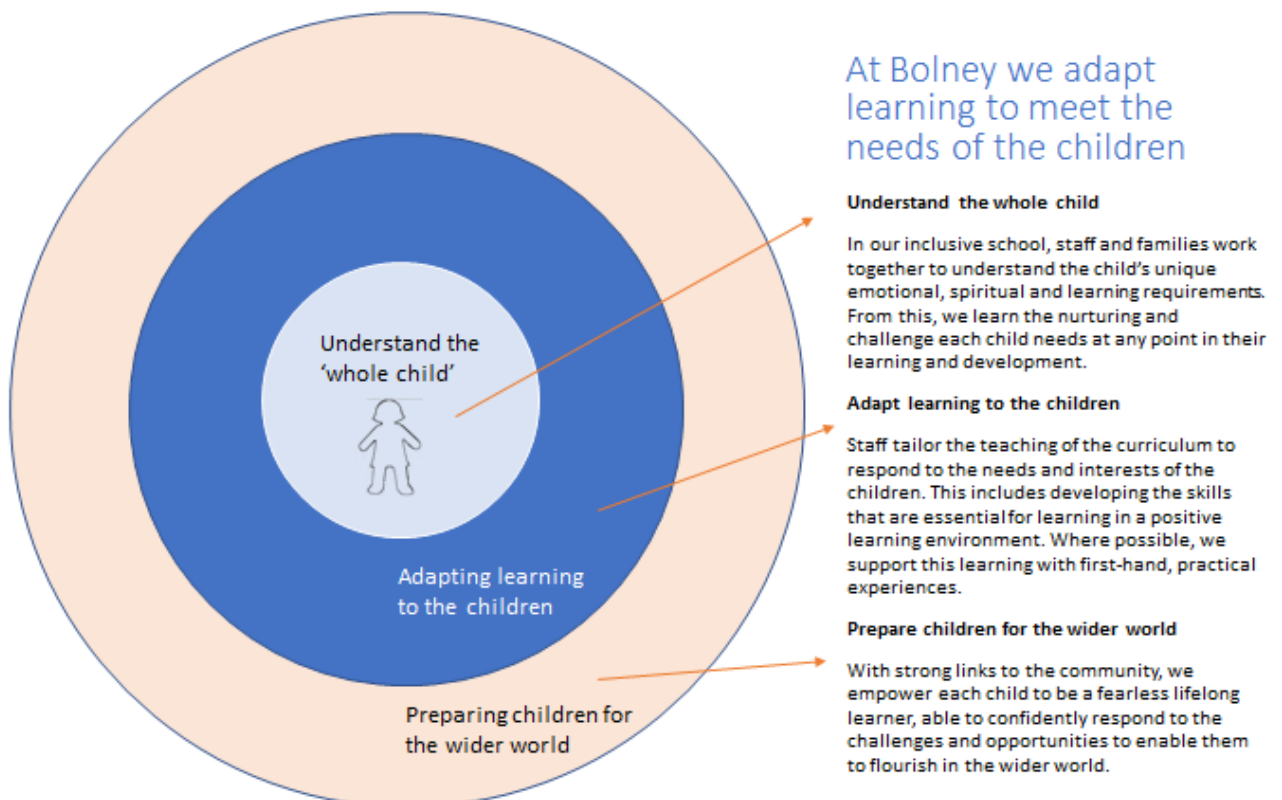 Understand the
‘whole child’
Adapting learning
to the children
Preparing children for
the wider world
At Bolney we adapt
learning to meet the
needs of the children
Understand the whole child
In our inclusive school, staff and families work
together to understand the child’s unique
emotional, spiritual and learning requirements.
From this, we learn the nurturing and
challenge each child needs at any point in their
learning and development.
Adapt learning to the children
Staff tailor the teaching of the curriculum to
respond to the needs and interests of the
children. This includes developing the skills
that are essential for learning in a positive
learning environment. Where possible, we
support this learning with first-hand, practical
experiences.
Prepare children for the wider world
With strong links to the community, we
empower each child to be a fearless lifelong
learner, able to confidently respond to the
challenges and opportunities to enable them
to flourish in the wider world.